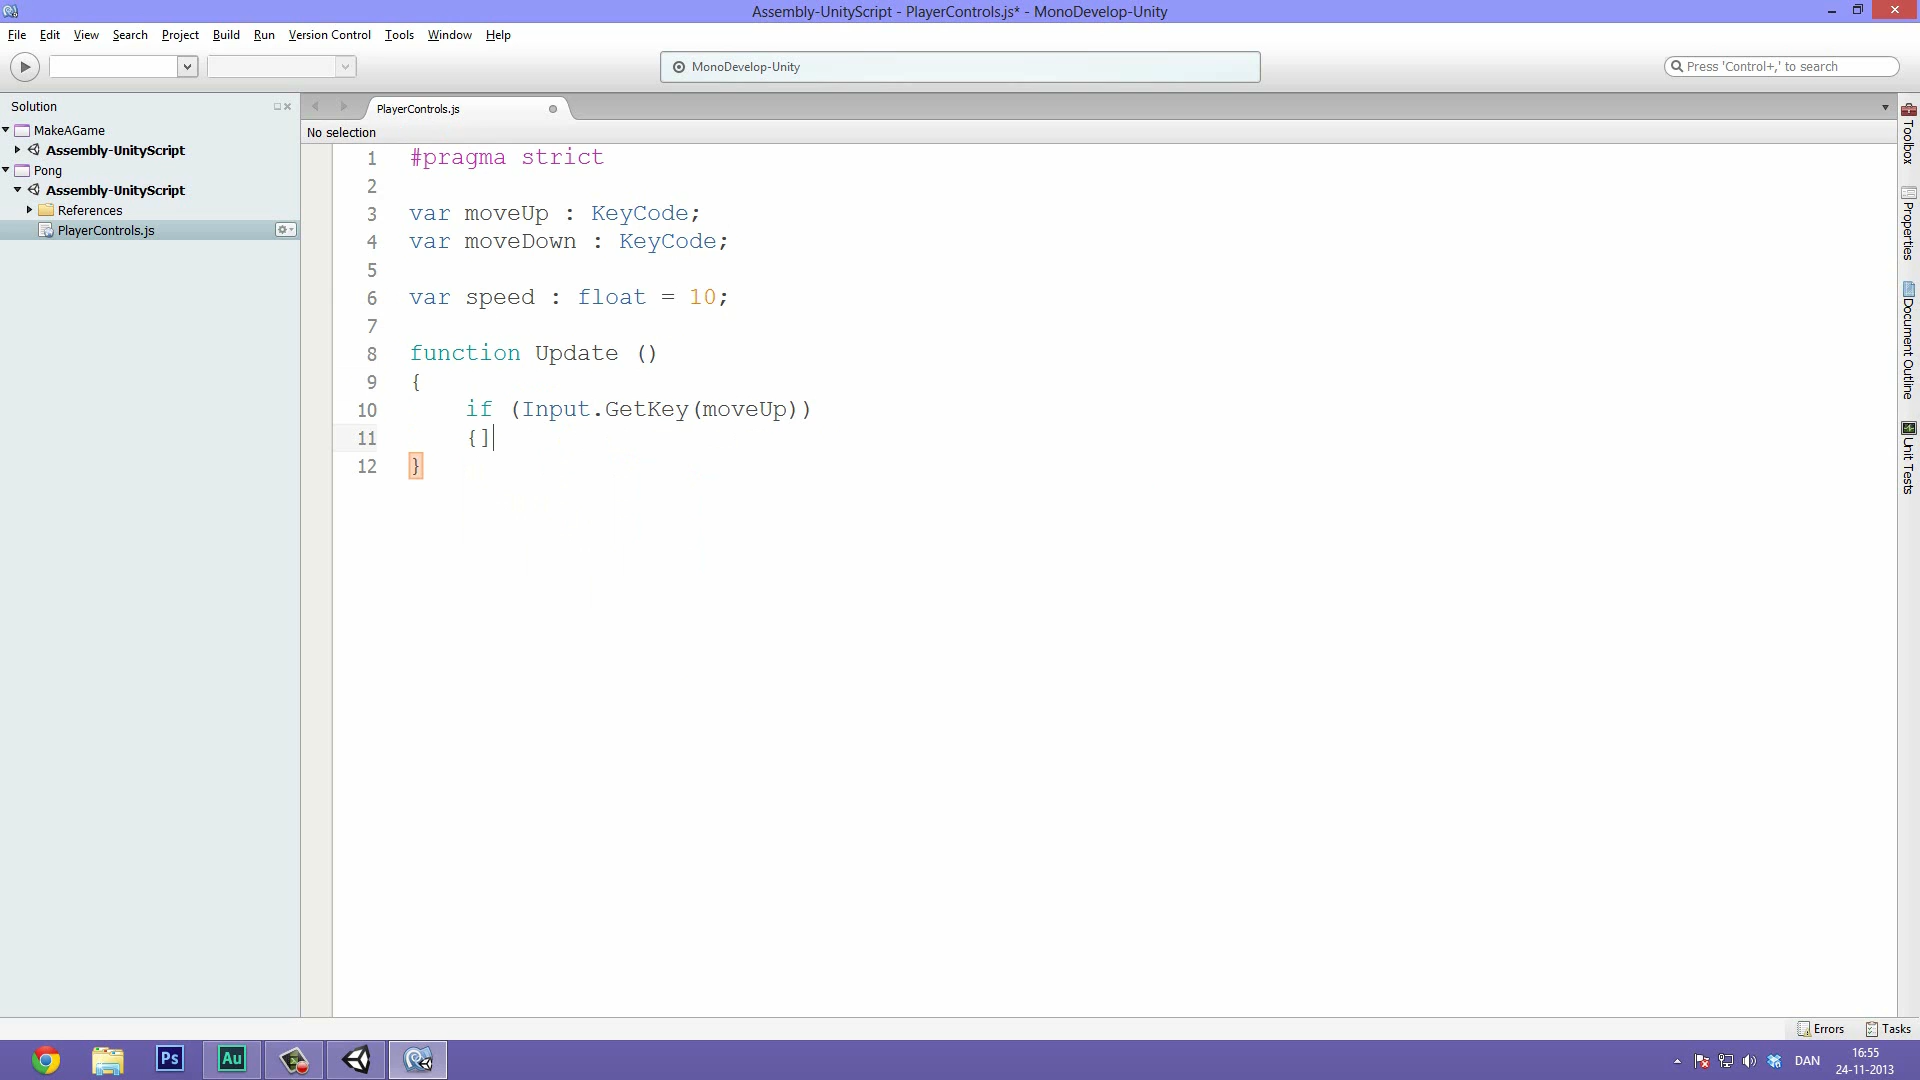 Assembly-UnityScript - PlayerControls.js* - MonoDevelop-Unity
File Edit View Search Project Build Run Version Control Tools Window Help
MonoDevelop-Unity
Press 'Control+,' to search
Solution
MakeAGame
Assembly-UnityScript
Pong
Assembly-UnityScript
References
PlayerControls.js
PlayerControls.js
No selection
1 #pragma strict
2
3 var moveUp : KeyCode;
4 var moveDown : KeyCode;
5
6 var speed : float = 10;
7
8 function Update ()
9 {
10 if (Input.GetKey(moveUp))
11 {]
12 }
Toolbox
Properties
Document Outline
Unit Tests
Errors Tasks
Ps
Au
DAN
16:55
24-11-2013